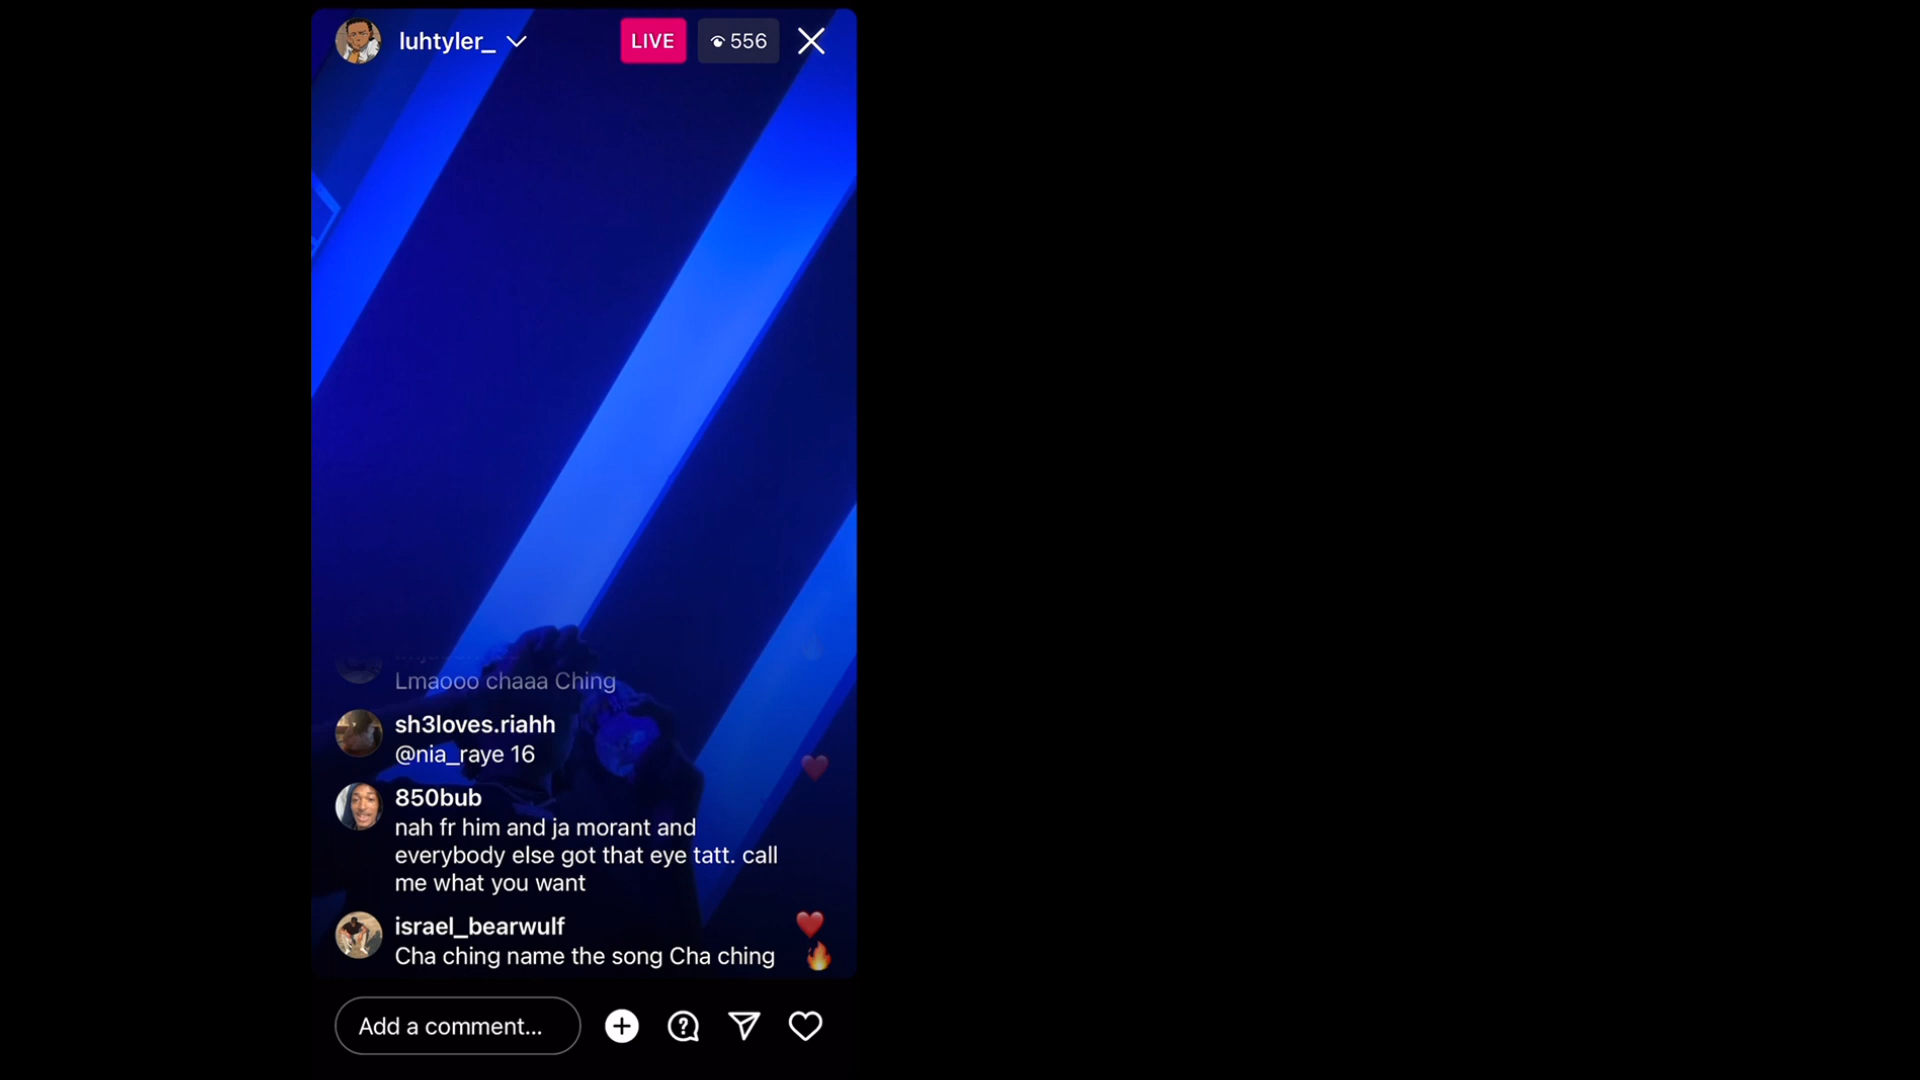 luhtyler_
LIVE
556
Lmaooo chaaa Ching
sh3loves.riahh
@nia_raye 16
850bub
nah fr him and ja morant and
everybody else got that eye tatt. call
me what you want
israel_bearwulf
Cha ching name the song Cha ching
Add a comment...